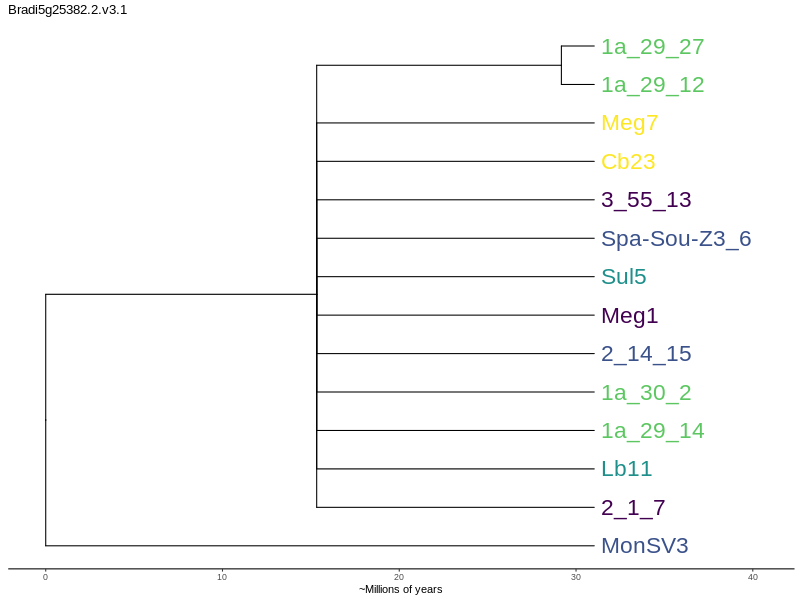 Bradi5g25382.2.v3.1
1a_29_27
1a_29_12
Meg7
Cb23
3_55_13
Spa-Sou-Z3_6
Sul5
Meg1
2_14_15
1a_30_2
1a_29_14
Lb11
2_1_7
MonSV3
0 10 20 30 40
~Millions of years